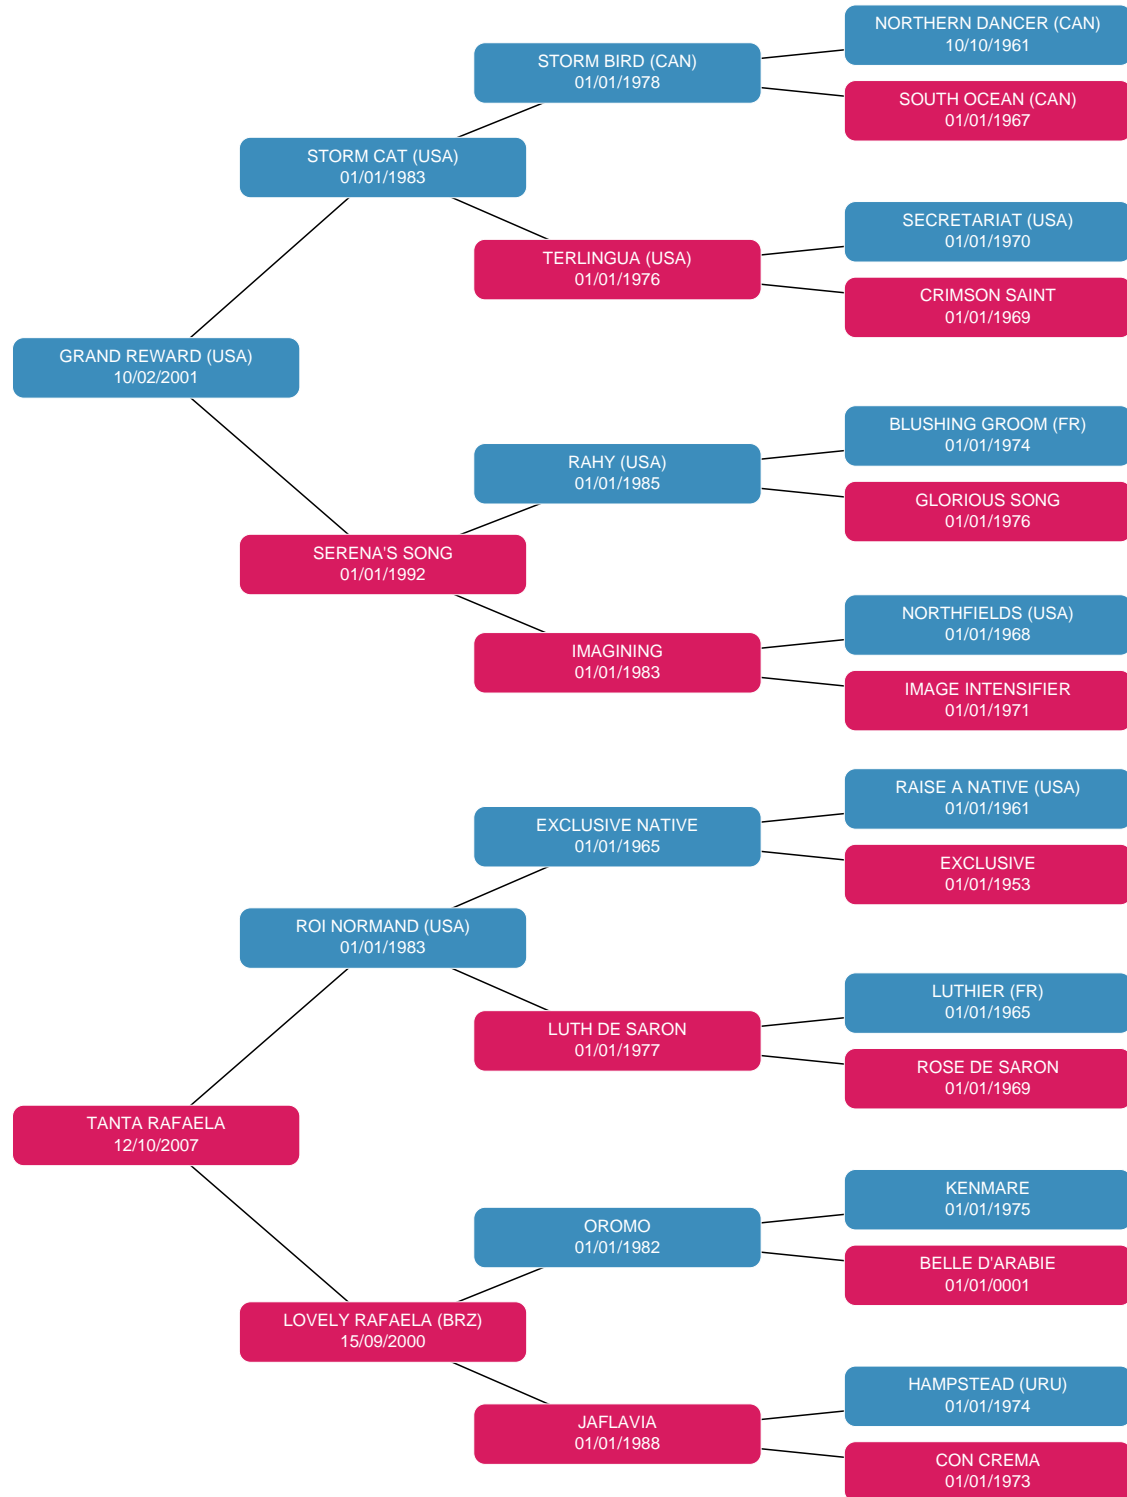 NORTHERN DANCER (CAN)
10/10/1961
STORM BIRD (CAN)
01/01/1978
SOUTH OCEAN (CAN)
01/01/1967
STORM CAT (USA)
01/01/1983
SECRETARIAT (USA)
01/01/1970
TERLINGUA (USA)
01/01/1976
CRIMSON SAINT
01/01/1969
GRAND REWARD (USA)
10/02/2001
BLUSHING GROOM (FR)
01/01/1974
RAHY (USA)
01/01/1985
GLORIOUS SONG
01/01/1976
SERENA'S SONG
01/01/1992
NORTHFIELDS (USA)
01/01/1968
IMAGINING
01/01/1983
IMAGE INTENSIFIER
01/01/1971
RAISE A NATIVE (USA)
01/01/1961
EXCLUSIVE NATIVE
01/01/1965
EXCLUSIVE
01/01/1953
ROI NORMAND (USA)
01/01/1983
LUTHIER (FR)
01/01/1965
LUTH DE SARON
01/01/1977
ROSE DE SARON
01/01/1969
TANTA RAFAELA
12/10/2007
KENMARE
01/01/1975
OROMO
01/01/1982
BELLE D'ARABIE
01/01/0001
LOVELY RAFAELA (BRZ)
15/09/2000
HAMPSTEAD (URU)
01/01/1974
JAFLAVIA
01/01/1988
CON CREMA
01/01/1973